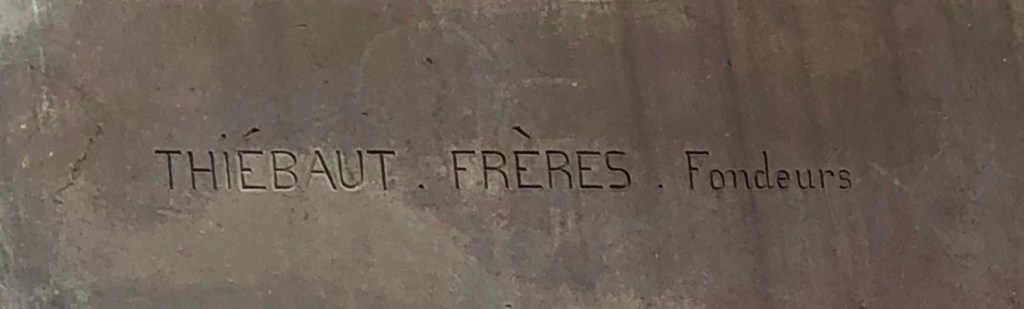 THIÉBAUT . FRÈRES . Fondeurs